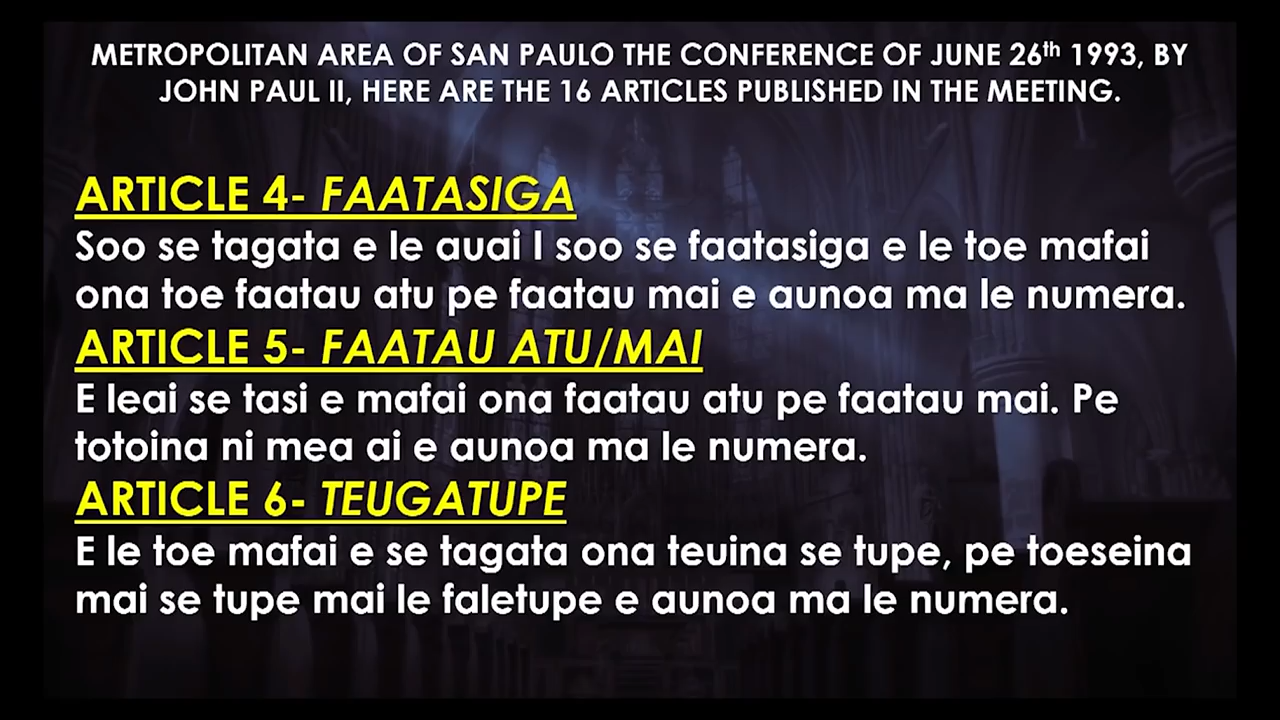 METROPOLITAN AREA OF SAN PAULO THE CONFERENCE OF JUNE 26th 1993, BY
JOHN PAUL II, HERE ARE THE 16 ARTICLES PUBLISHED IN THE MEETING.
ARTICLE 4- FAATASIGA
Soo se tagata e le auai I soo se faatasiga e le toe mafai
ona toe faatau atu pe faatau mai e aunoa ma le numera.
ARTICLE 5- FAATAU ATU/MAI
E leai se tasi e mafai ona faatau atu pe faatau mai. Pe
totoina ni mea ai e aunoa ma le numera.
ARTICLE 6- TEUGATUPE
E le toe mafai e se tagata ona teuina se tupe, pe toeseina
mai se tupe mai le faletupe e aunoa ma le numera.